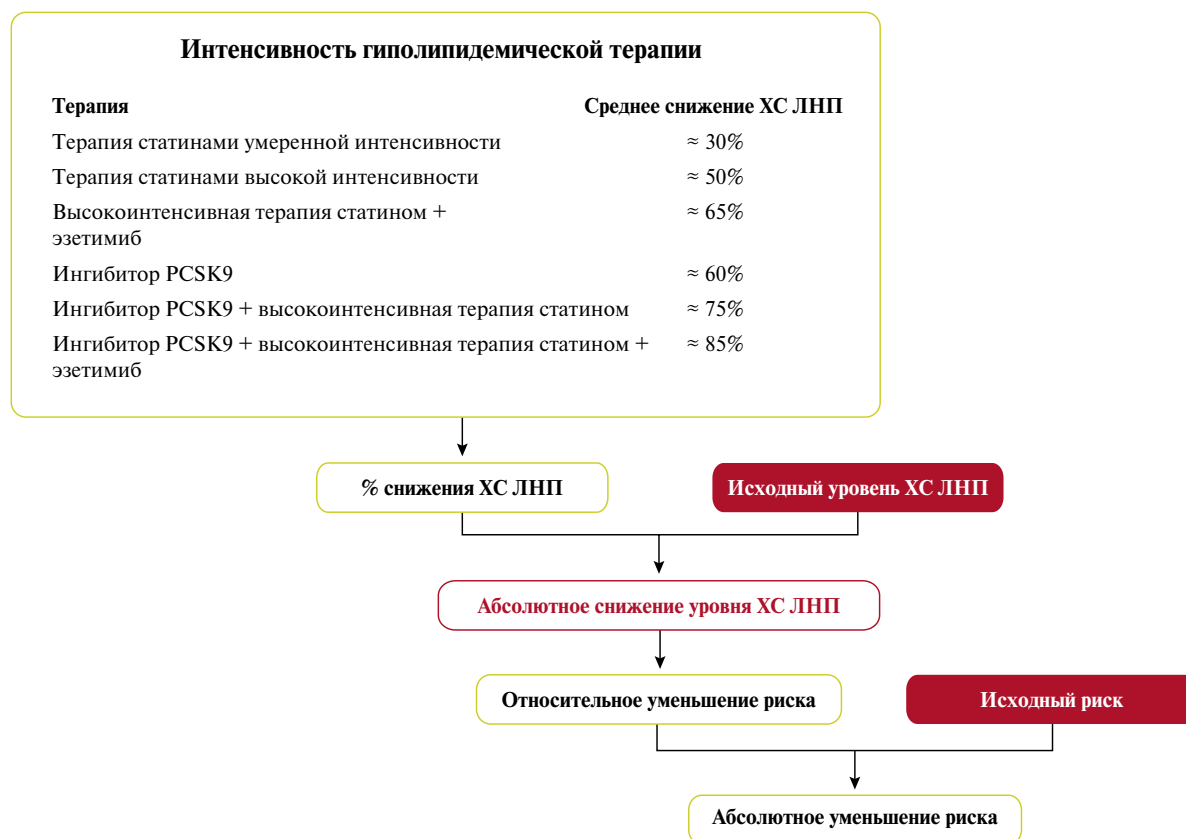 Интенсивность гиполипидемической терапии
Терапия Среднее снижение ХС ЛНП
Терапия статинами умеренной интенсивности ≈ 30%
Терапия статинами высокой интенсивности ≈ 50%
Высокоинтенсивная терапия статином + ≈ 65%
эзетимиб
Ингибитор PCSK9 ≈ 60%
Ингибитор PCSK9 + высокоинтенсивная терапия статином ≈ 75%
Ингибитор PCSK9 + высокоинтенсивная терапия статином + ≈ 85%
эзетимиб
% снижения ХС ЛНП Исходный уровень ХС ЛНП
Абсолютное снижение уровня ХС ЛНП
Относительное уменьшение риска Исходный риск
Абсолютное уменьшение риска